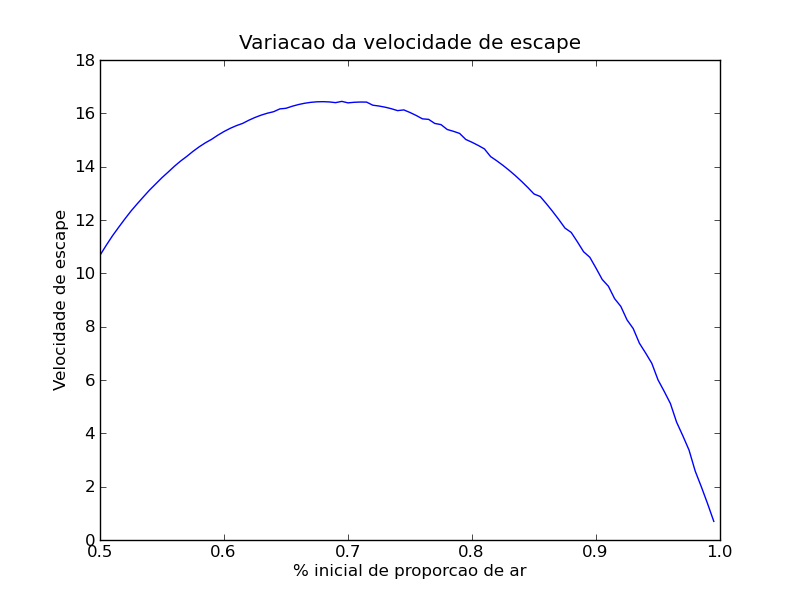 Variacao da velocidade de escape
18
16
14
12
10
8
6
4
2
0
Velocidade de escape
0.5 0.6 0.7 0.8 0.9 1.0
% inicial de proporcao de ar